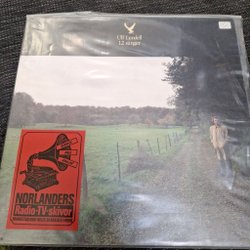 Ulf Lundell
12 sånger
NORLANDERS
Radio-TV-skivor